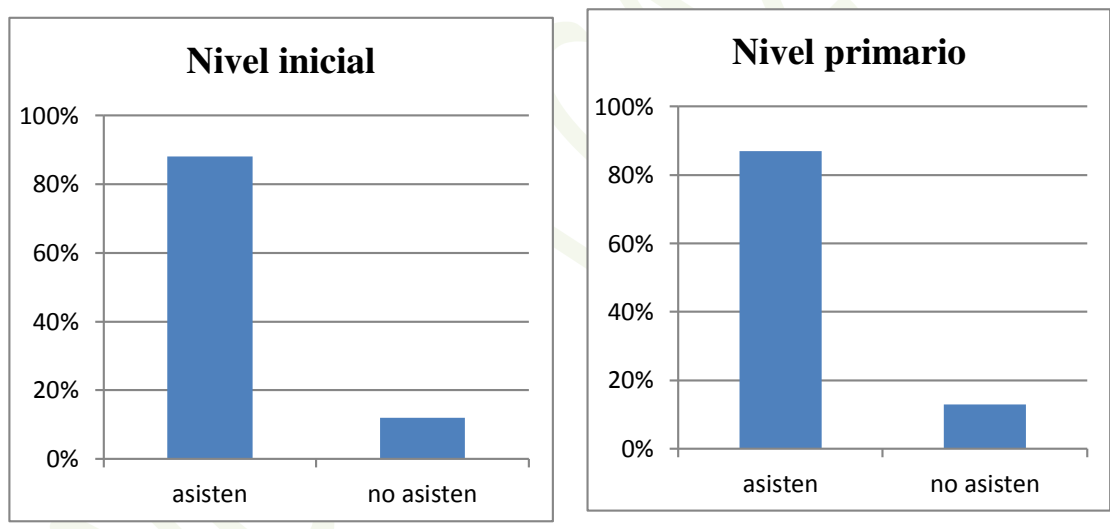 Nivel inicial
100%
80%
60%
40%
20%
0%
asisten
no asisten
Nivel primario
100%
80%
60%
40%
20%
0%
asisten
no asisten